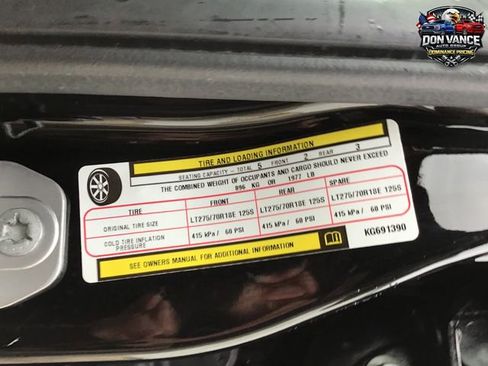 DON VANCE
AUTO GROUP
DOMINANCE PRICING
TIRE AND LOADING INFORMATION
SEATING CAPACITY - TOTAL 5 FRONT 2 REAR 3
THE COMBINED WEIGHT OF OCCUPANTS AND CARGO SHOULD NEVER EXCEED
896 KG OR 1977 LB
FRONT REAR SPARE
ORIGINAL TIRE SIZE LT275/70R18E 125S LT275/70R18E 125S LT275/70R18E 125S
COLD TIRE INFLATION PRESSURE 415 kPa / 60 PSI 415 kPa / 60 PSI 415 kPa / 60 PSI
SEE OWNERS MANUAL FOR ADDITIONAL INFORMATION
KG691390